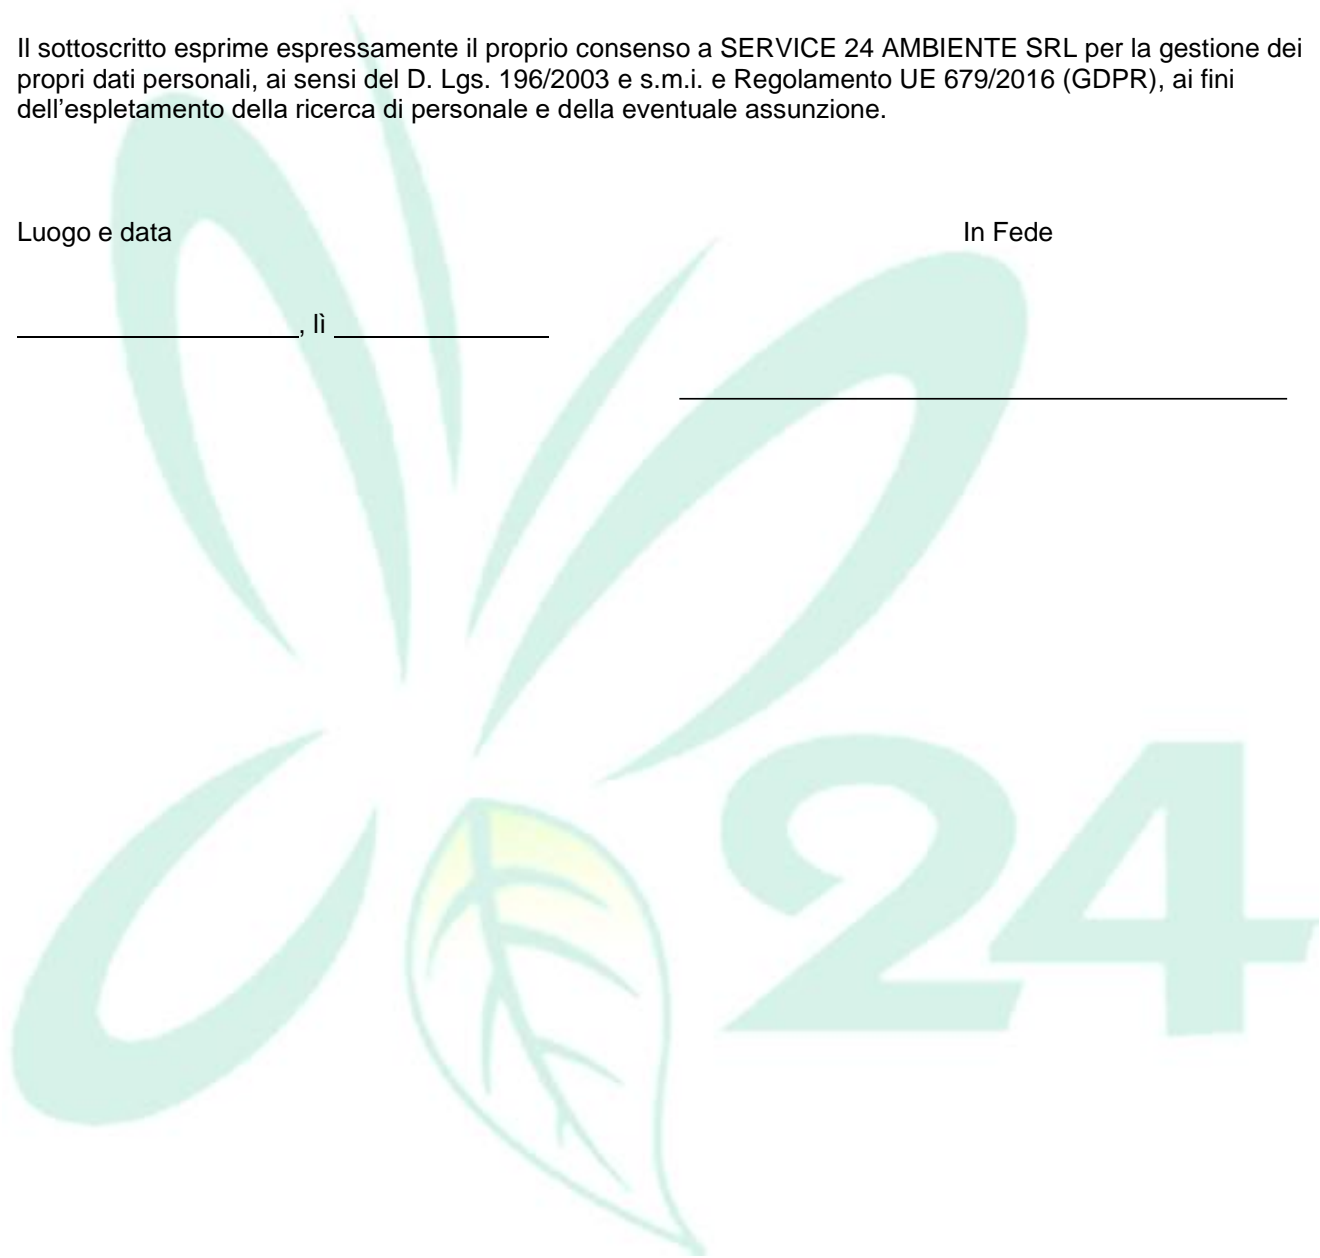 Il sottoscritto esprime espressamente il proprio consenso a SERVICE 24 AMBIENTE SRL per la gestione dei
propri dati personali, ai sensi del D. Lgs. 196/2003 e s.m.i. e Regolamento UE 679/2016 (GDPR), ai fini
dell’espletamento della ricerca di personale e della eventuale assunzione.
Luogo e data In Fede
, lì
24